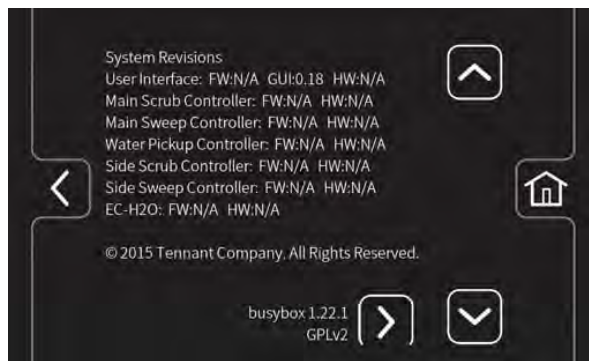 System Revisions
User Interface: FW:N/A GUI:0.18 HW:N/A
Main Scrub Controller: FW:N/A HW:N/A
Main Sweep Controller: FW:N/A HW:N/A
Water Pickup Controller: FW:N/A HW:N/A
Side Scrub Controller: FW:N/A HW:N/A
Side Sweep Controller: FW:N/A HW:N/A
EC-H2O: FW:N/A HW:N/A
© 2015 Tennant Company. All Rights Reserved.
busybox 1.22.1
GPLv2